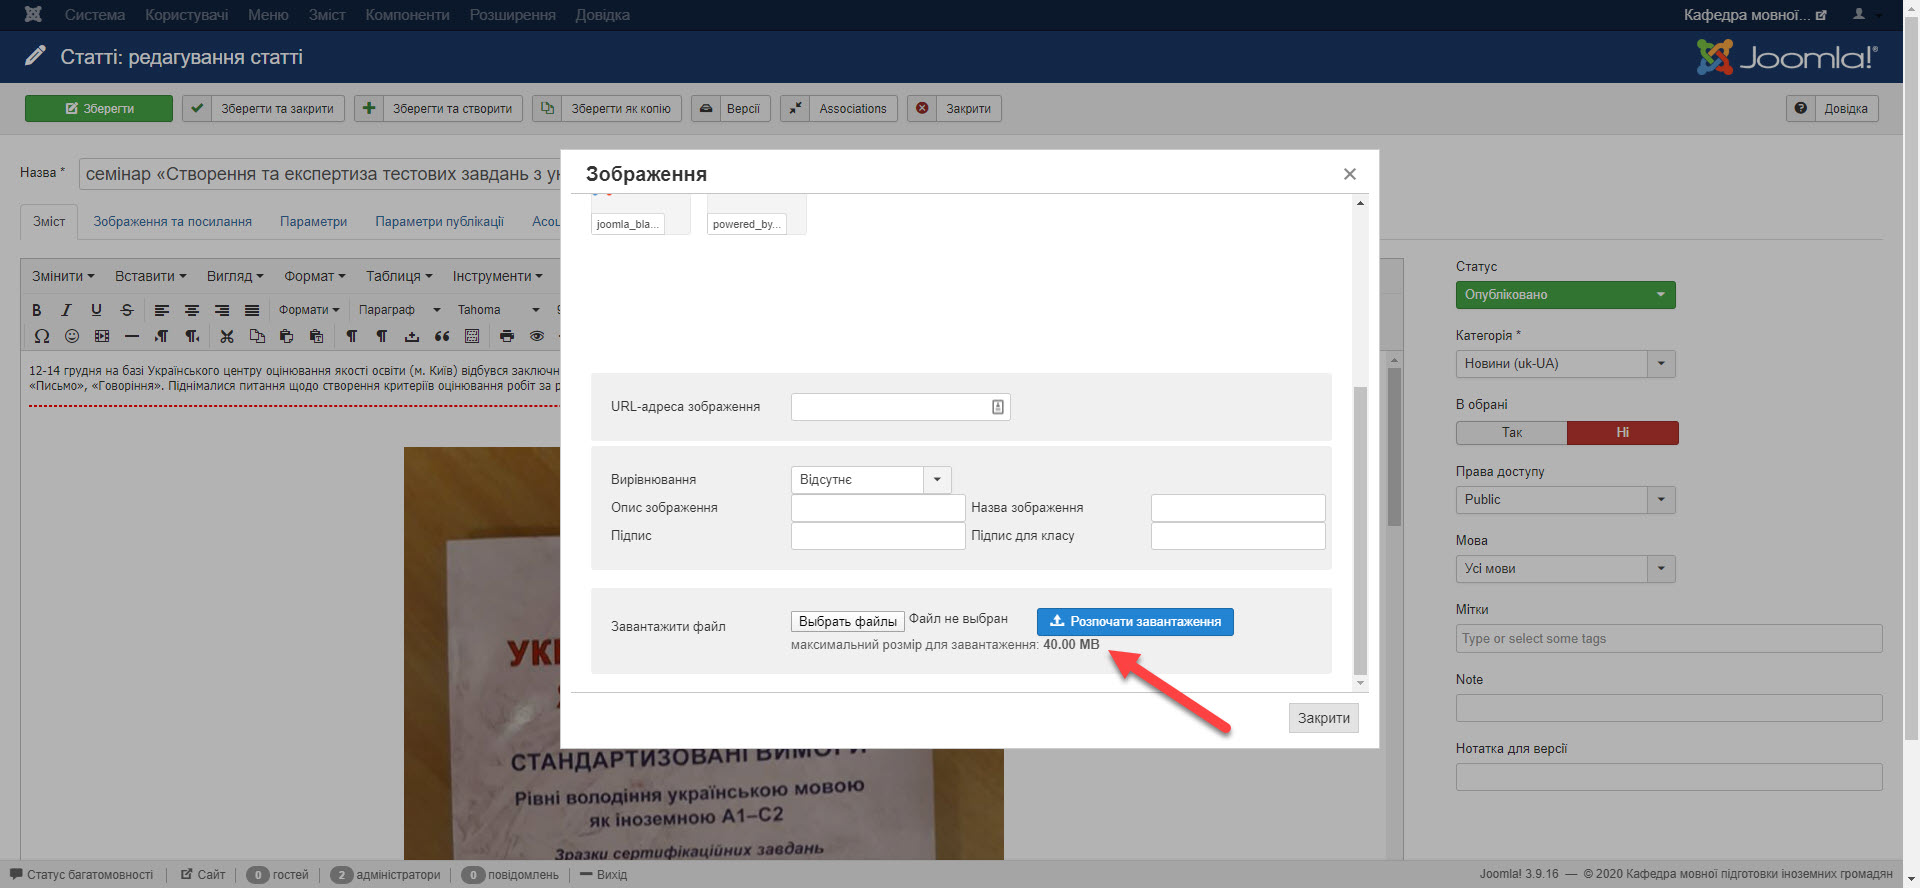 Система Користувачі Меню Зміст Компоненти Розширення Довідка Кафедра мовної...
Статті: редагування статті Joomla!®
Зберегти Зберегти та закрити Зберегти та створити Зберегти як копію Версії Associations Закрити Довідка
Назва * семінар «Створення та експертиза тестових завдань з
Зміст Зображення та посилання Параметри Параметри публікації
Змінити Вставити Вигляд Формат Таблиця Інструменти
B I U S Формати Параграф Tahoma
12-14 грудня на базі Українського центру оцінювання якості освіти (м. Київ) відбувся
«Письмо», «Говоріння». Піднімалися питання щодо створення критеріїв оцінювання робіт за
СТАНДАРТИЗОВАНІ ВИМОГИ
Рівні володіння українською мовою
як іноземною А1–С2
Зразки сертифікаційних завдань
Зображення ×
joomla_bla... powered_by...
URL-адреса зображення
Вирівнювання Відсутнє
Опис зображення Назва зображення
Підпис Підпис для класу
Завантажити файл Выбрать файлы Файл не выбран Розпочати завантаження
максимальний розмір для завантаження: 40.00 MB
Закрити
Статус
Опубліковано
Категорія *
Новини (uk-UA)
В обрані
Так Ні
Права доступу
Public
Мова
Усі мови
Мітки
Type or select some tags
Note
Нотатка для версії
Статус багатомовності Сайт 0 гостей 2 адміністратори 0 повідомлень Вихід Joomla! 3.9.16 — © 2020 Кафедра мовної підготовки іноземних громадян